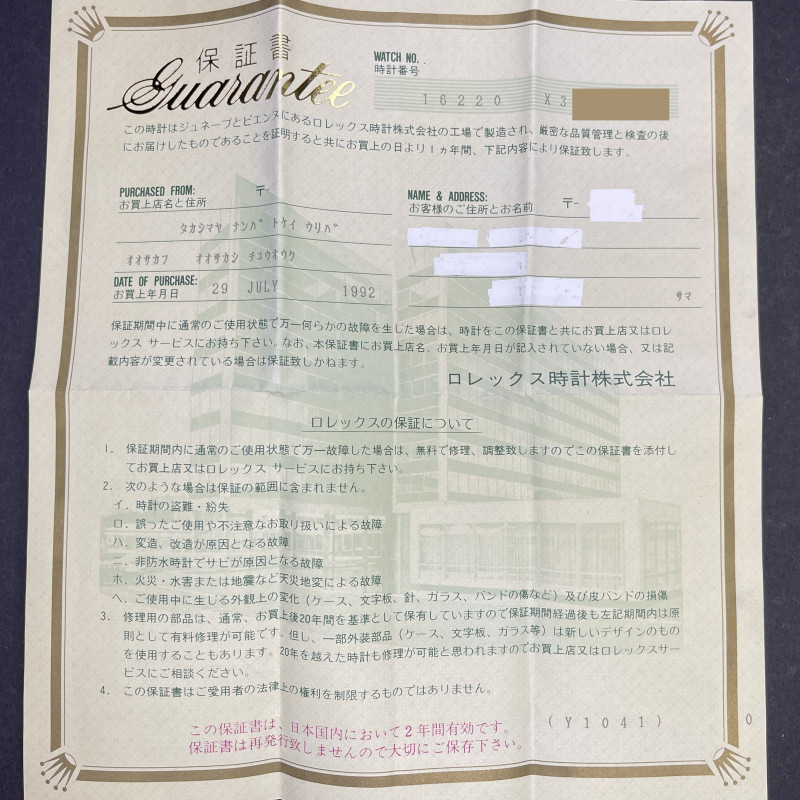 保証書
Guarantee
WATCH NO.
時計番号
16220 X3
この時計はジュネーブとビエンヌにあるロレックス時計株式会社の工場で製造され、厳密な品質管理と検査の後
にお届けしたものであることを証明すると共にお買上の日より1ヵ年間、下記内容により保証致します。
PURCHASED FROM: 〒-
お買上店名と住所
タカシマヤ ナンバ トケイ ウリバ
オオサカフ オオサカシ チュウオウク
DATE OF PURCHASE:
お買上年月日
29 JULY 1992
NAME & ADDRESS: 〒-
お客様のご住所とお名前
サマ
保証期間中に通常のご使用状態で万一何らかの故障を生した場合は、時計をこの保証書と共にお買上店又はロレ
ックス サービスにお持ち下さい。なお、本保証書にお買上店名、お買上年月日が記入されていない場合、又は記
載内容が変更されている場合は保証致しかねます。
ロレックス時計株式会社
ロレックスの保証について
1. 保証期間内に通常のご使用状態で万一故障した場合は、無料で修理、調整致しますのでこの保証書を添付し
てお買上店又はロレックス サービスにお持ち下さい。
2. 次のような場合は保証の範囲に含まれません。
イ. 時計の盗難・紛失
ロ. 誤ったご使用や不注意なお取り扱いによる故障
ハ. 変造、改造が原因となる故障
ニ. 非防水時計でサビが原因となる故障
ホ. 火災・水害または地震など天災地変による故障
ヘ. ご使用中に生じる外観上の変化（ケース、文字板、針、ガラス、バンドの傷など）及び皮バンドの損傷
3. 修理用の部品は、通常、お買上後20年間を基準として保有していますので保証期間経過後も左記期間内は原
則として有料修理が可能です。但し、一部外装部品（ケース、文字板、ガラス等）は新しいデザインのもの
を使用することもあります。20年を越えた時計も修理が可能と思われますのでお買上店又はロレックスサー
ビスにご相談ください。
4. この保証書はご愛用者の法律上の権利を制限するものではありません。
この保証書は、日本国内において2年間有効です。
保証書は再発行致しませんので大切にご保存下さい。
(Y1041) 0